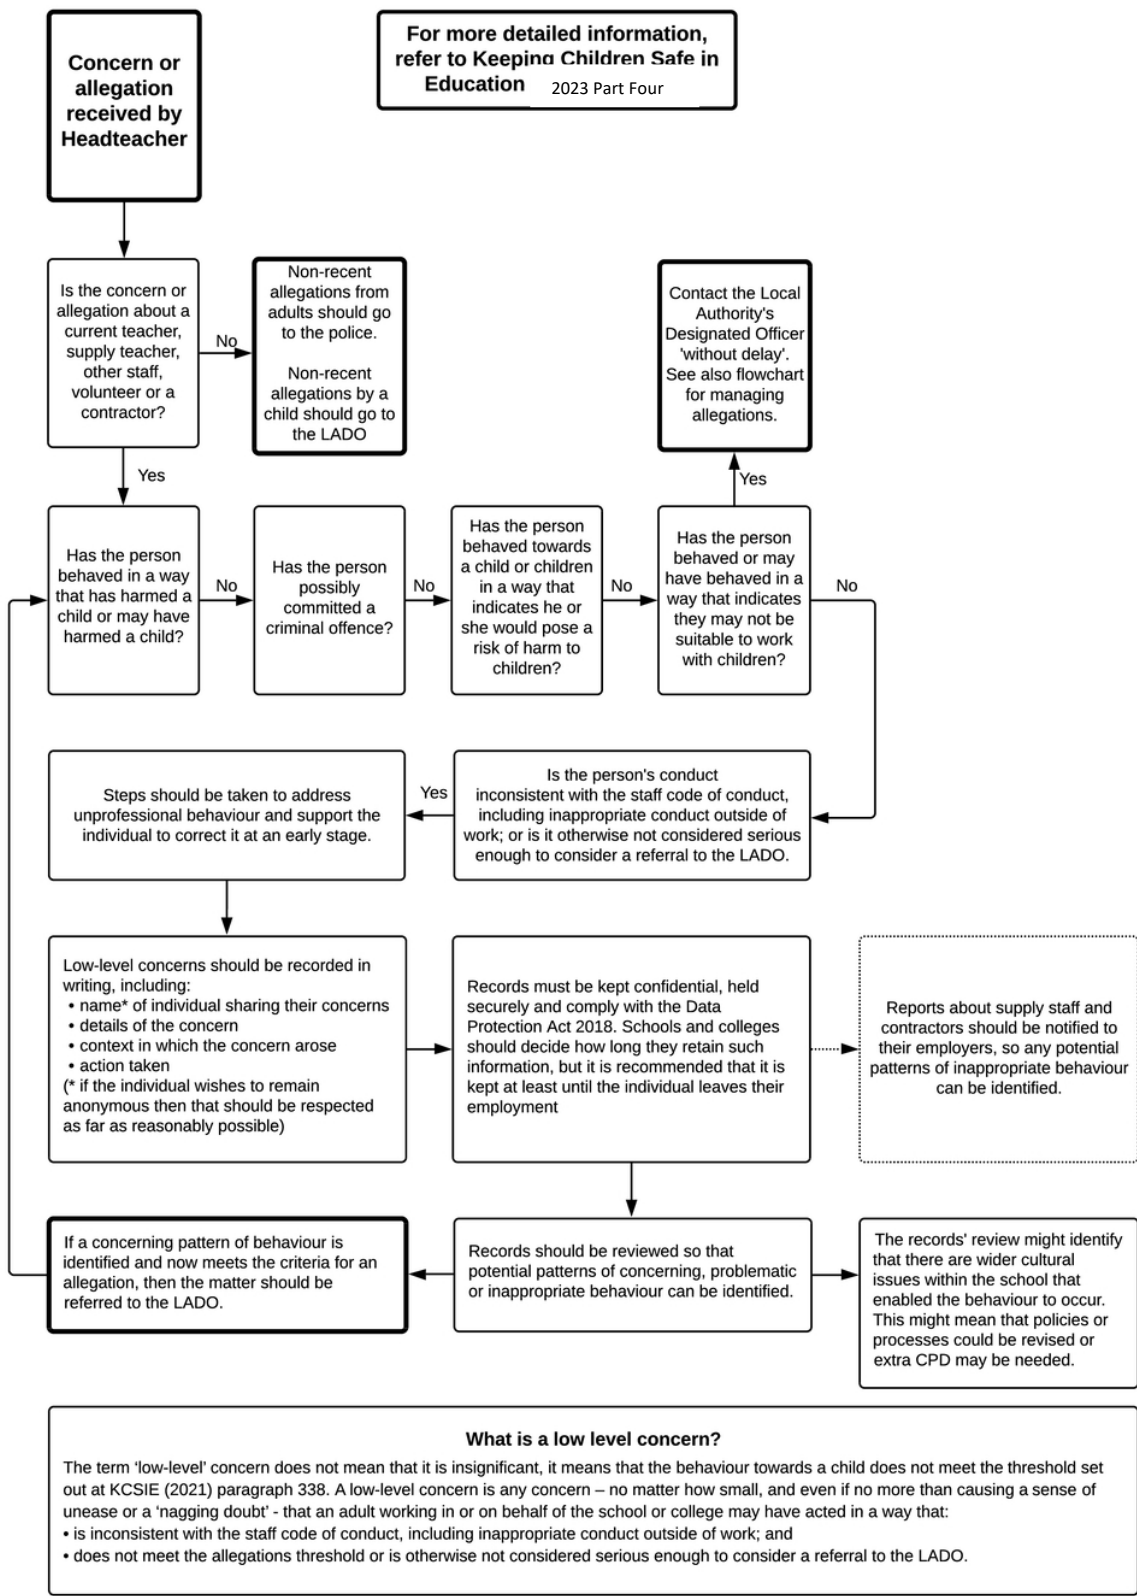 Concern or
allegation
received by
Headteacher
For more detailed information,
refer to Keeping Children Safe in
Education 2023 Part Four
Is the concern or
allegation about a
current teacher,
supply teacher,
other staff,
volunteer or a
contractor?
No
Non-recent
allegations from
adults should go
to the police.
Non-recent
allegations by a
child should go to
the LADO
Contact the Local
Authority's
Designated Officer
'without delay'.
See also flowchart
for managing
allegations.
Yes
Yes
Has the person
behaved in a way
that has harmed a
child or may have
harmed a child?
No
Has the person
possibly
committed a
criminal offence?
No
Has the person
behaved towards
a child or children
in a way that
indicates he or
she would pose a
risk of harm to
children?
No
Has the person
behaved or may
have behaved in a
way that indicates
they may not be
suitable to work
with children?
No
Is the person's conduct
inconsistent with the staff code of conduct,
including inappropriate conduct outside of
work; or is it otherwise not considered serious
enough to consider a referral to the LADO.
Yes
Steps should be taken to address
unprofessional behaviour and support the
individual to correct it at an early stage.
Low-level concerns should be recorded in
writing, including:
• name* of individual sharing their concerns
• details of the concern
• context in which the concern arose
• action taken
(* if the individual wishes to remain
anonymous then that should be respected
as far as reasonably possible)
Records must be kept confidential, held
securely and comply with the Data
Protection Act 2018. Schools and colleges
should decide how long they retain such
information, but it is recommended that it is
kept at least until the individual leaves their
employment
Reports about supply staff and
contractors should be notified to
their employers, so any potential
patterns of inappropriate behaviour
can be identified.
If a concerning pattern of behaviour is
identified and now meets the criteria for an
allegation, then the matter should be
referred to the LADO.
Records should be reviewed so that
potential patterns of concerning, problematic
or inappropriate behaviour can be identified.
The records' review might identify
that there are wider cultural
issues within the school that
enabled the behaviour to occur.
This might mean that policies or
processes could be revised or
extra CPD may be needed.
What is a low level concern?
The term ‘low-level’ concern does not mean that it is insignificant, it means that the behaviour towards a child does not meet the threshold set
out at KCSIE (2021) paragraph 338. A low-level concern is any concern – no matter how small, and even if no more than causing a sense of
unease or a ‘nagging doubt’ - that an adult working in or on behalf of the school or college may have acted in a way that:
• is inconsistent with the staff code of conduct, including inappropriate conduct outside of work; and
• does not meet the allegations threshold or is otherwise not considered serious enough to consider a referral to the LADO.